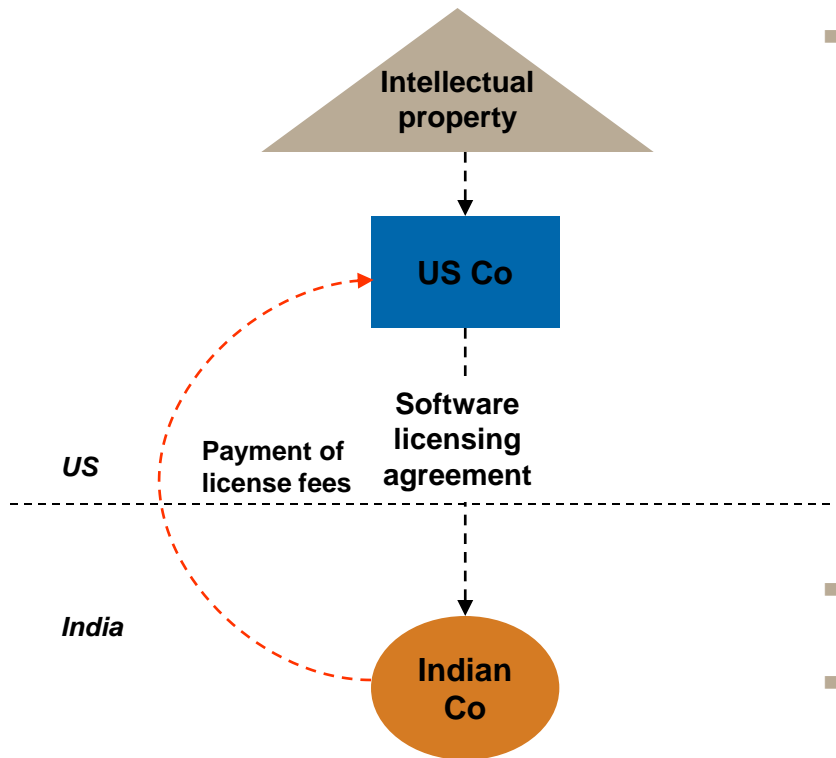 Intellectual
property
US Co
Software
licensing
agreement
Payment of
license fees
US
India
Indian
Co